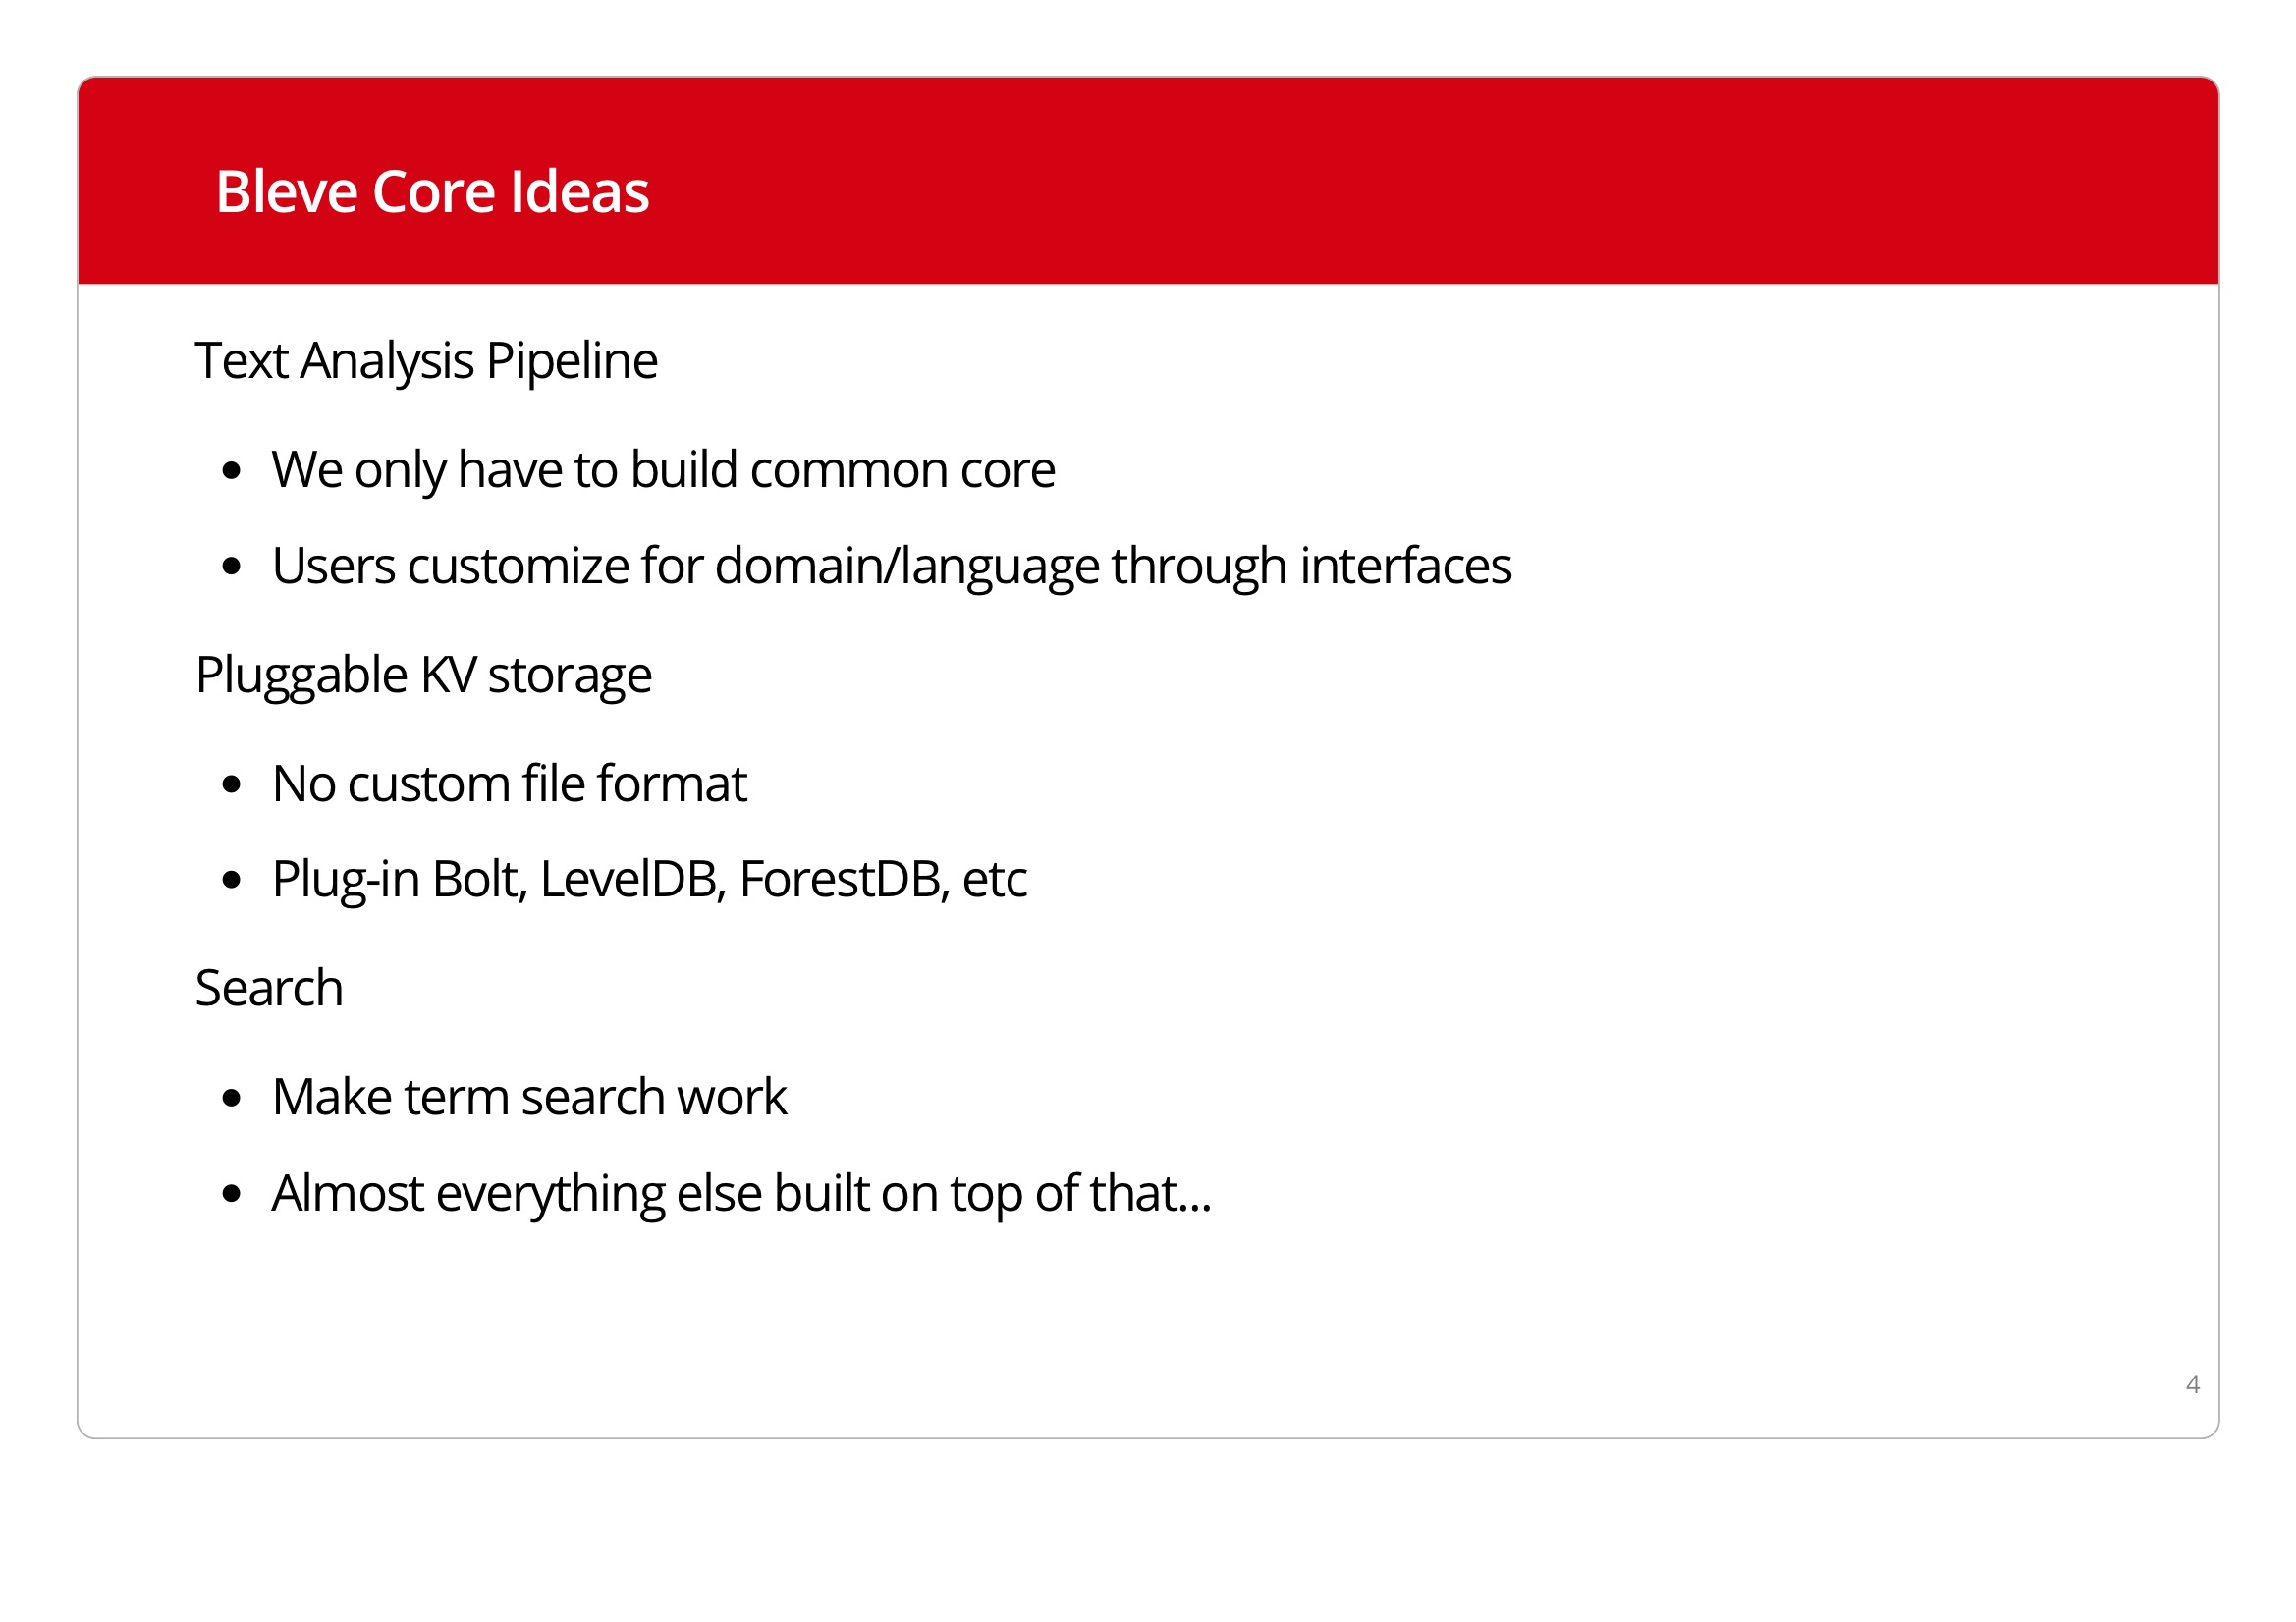 Bleve Core Ideas
Text Analysis Pipeline
• We only have to build common core
• Users customize for domain/language through interfaces
Pluggable KV storage
• No custom file format
• Plug-in Bolt, LevelDB, ForestDB, etc
Search
• Make term search work
• Almost everything else built on top of that...
4